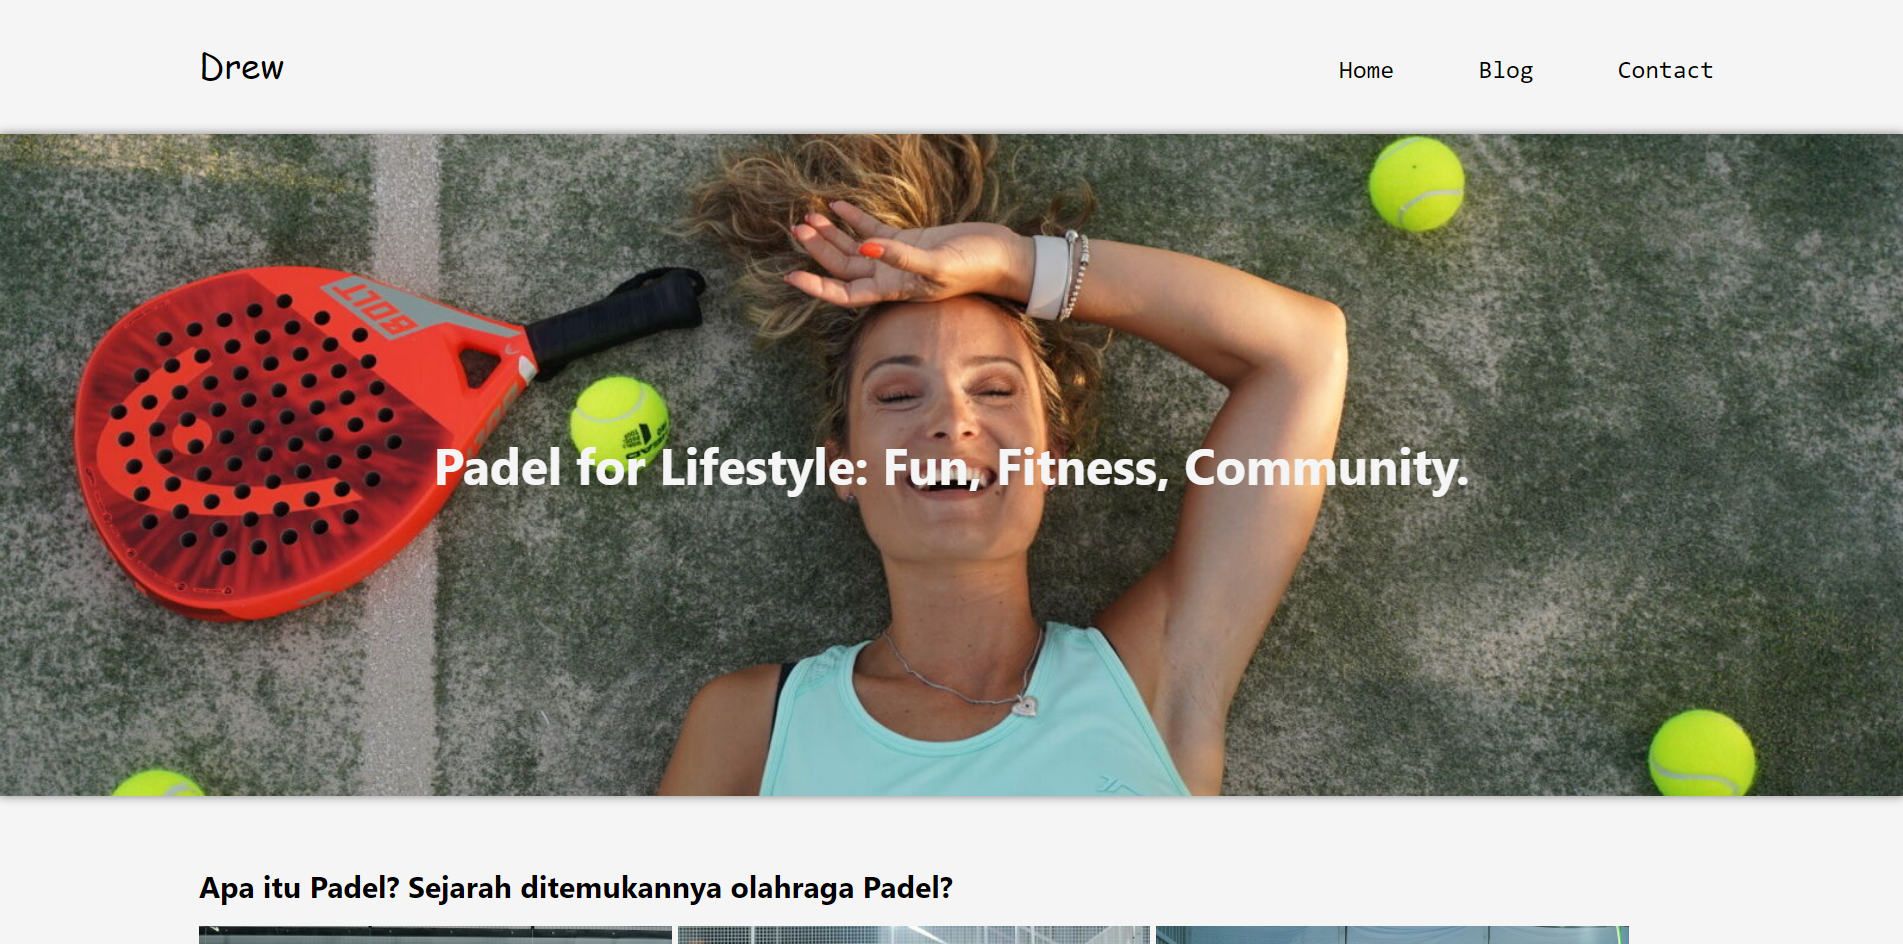 Drew
Home Blog Contact
BOLT
Padel for Lifestyle: Fun, Fitness, Community.
Apa itu Padel? Sejarah ditemukannya olahraga Padel?